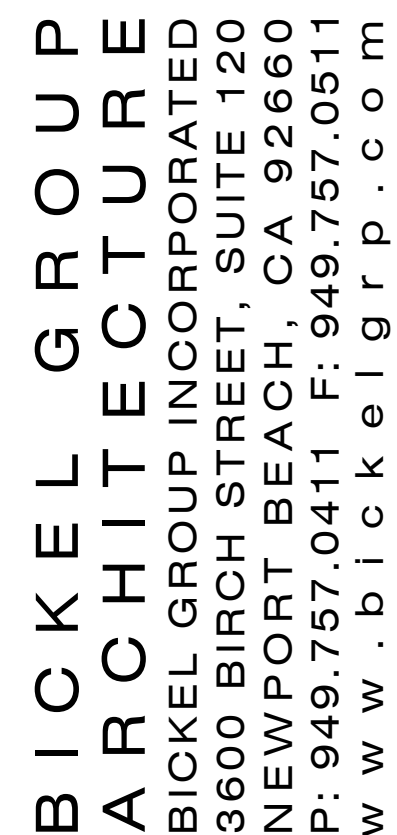 BICKEL GROUP
ARCHITECTURE
BICKEL GROUP INCORPORATED
3600 BIRCH STREET, SUITE 120
NEWPORT BEACH, CA 92660
P: 949.757.0411 F: 949.757.0511
www.bickelgrp.com